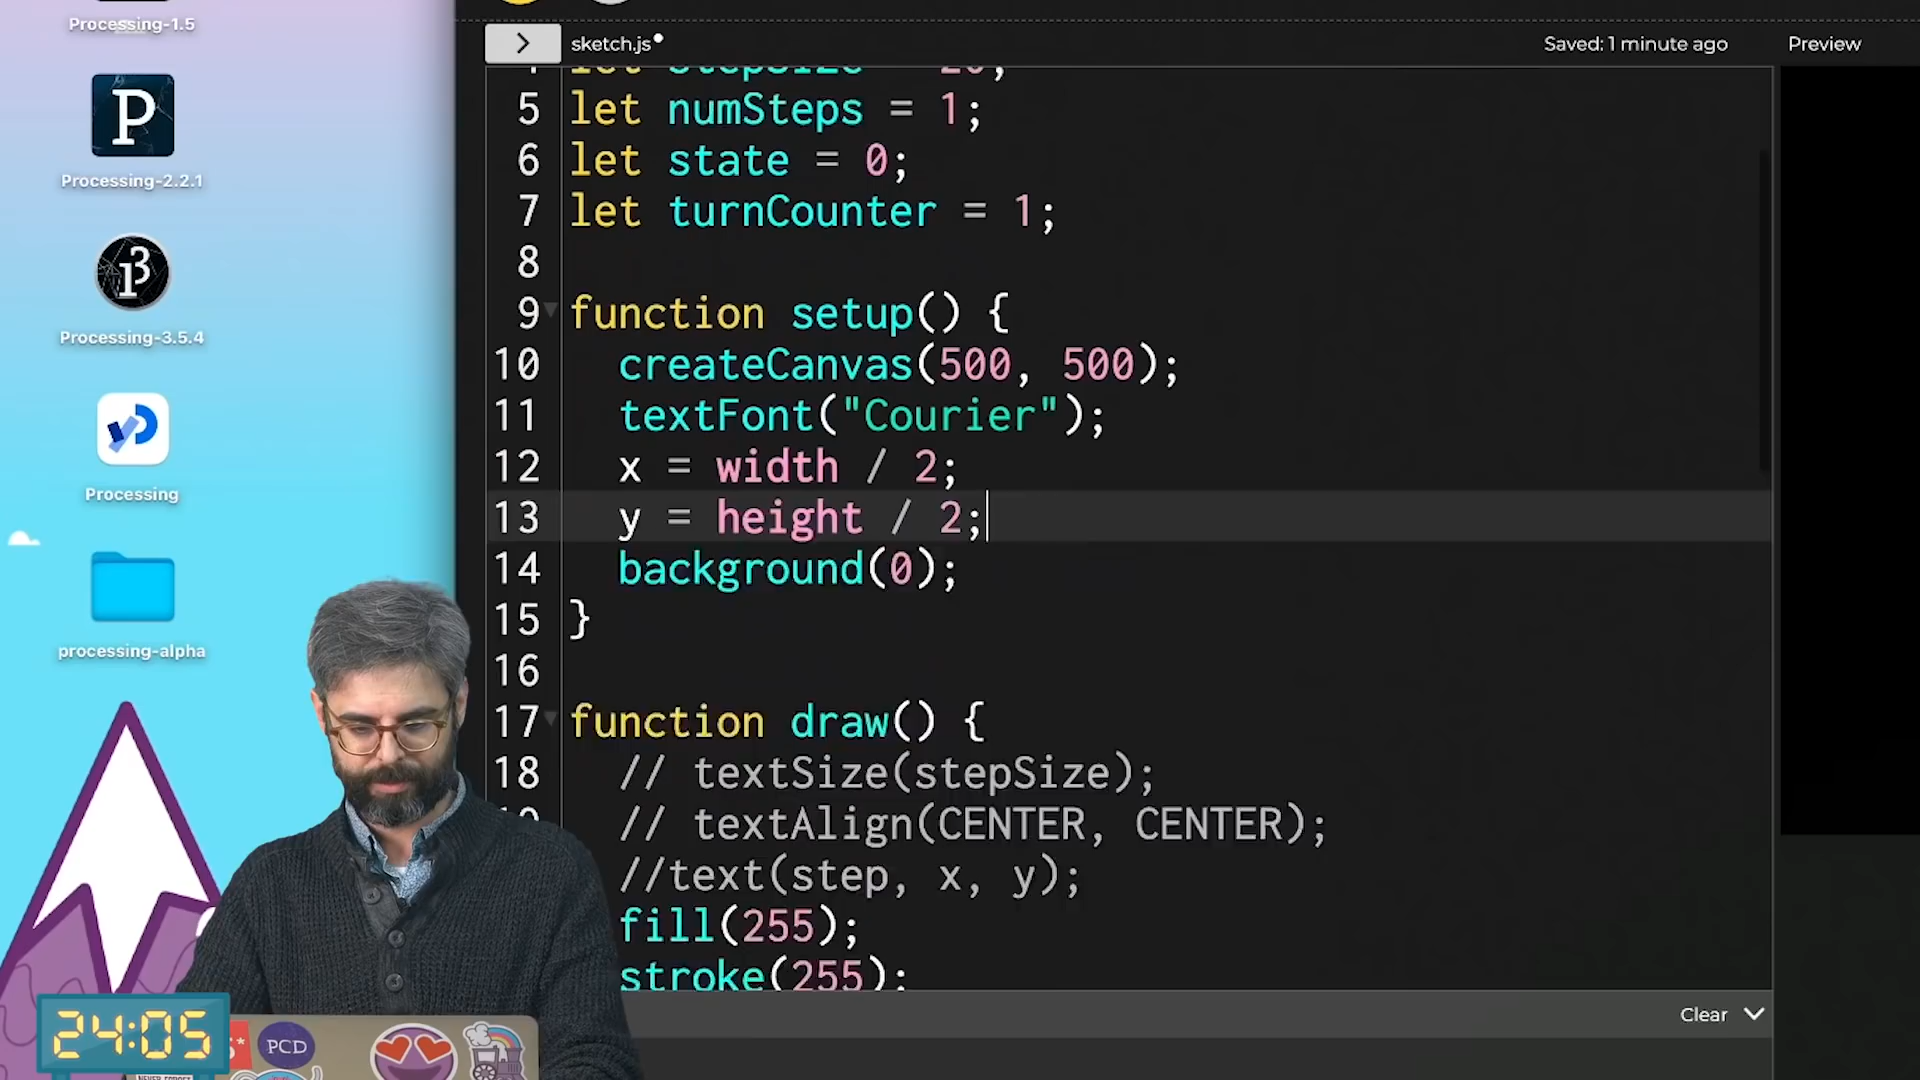 Processing-1.5
P
Processing-2.2.1
Processing-3.5.4
Processing
processing-alpha
sketch.js
Saved: 1 minute ago
Preview
5 let numSteps = 1;
6 let state = 0;
7 let turnCounter = 1;
8
9 function setup() {
10 createCanvas(500, 500);
11 textFont("Courier");
12 x = width / 2;
13 y = height / 2;
14 background(0);
15 }
16
17 function draw() {
18 // textSize(stepSize);
// textAlign(CENTER, CENTER);
//text(step, x, y);
fill(255);
stroke(255);
Clear
24:05
PCD